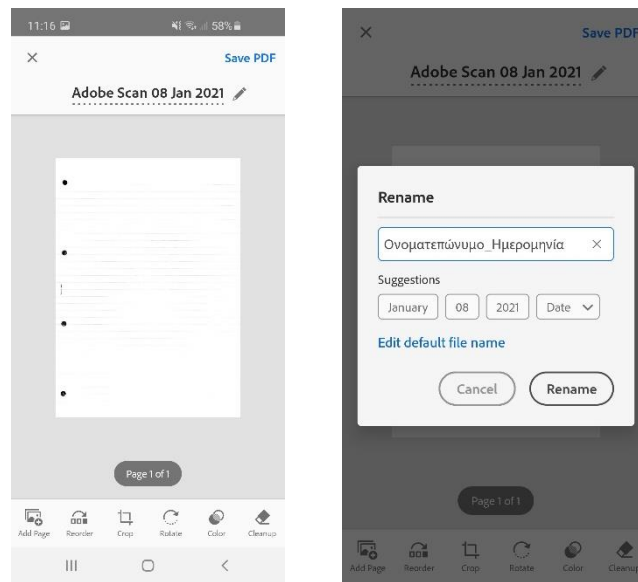 11:16 58%
Save PDF
Adobe Scan 08 Jan 2021
Page 1 of 1
Add Page Reorder Crop Rotate Color Cleanup
Save PDF
Adobe Scan 08 Jan 2021
Rename
Ονοματεπώνυμο_Ημερομηνία
Suggestions
January 08 2021 Date
Edit default file name
Cancel Rename
Page 1 of 1
Add Page Reorder Crop Rotate Color Cleanup